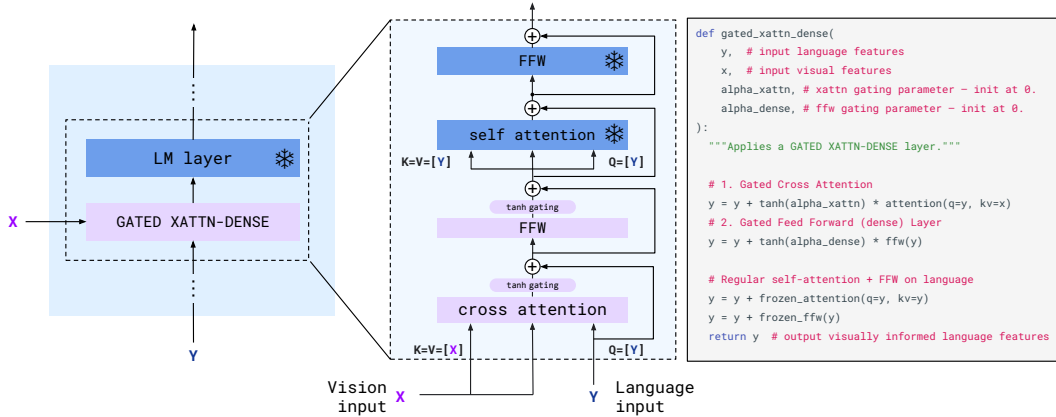 LM layer
X
GATED XATTN-DENSE
Y
FFW
self attention
K=V=[Y]
Q=[Y]
tanh gating
FFW
tanh gating
cross attention
K=V=[X]
Q=[Y]
Vision
input
X
Y
Language
input
def gated_xattn_dense(
y,  # input language features
x,  # input visual features
alpha_xattn, # xattn gating parameter – init at 0.
alpha_dense, # ffw gating parameter – init at 0.
):
"""Applies a GATED XATTN-DENSE layer."""
# 1. Gated Cross Attention
y = y + tanh(alpha_xattn) * attention(q=y, kv=x)
# 2. Gated Feed Forward (dense) Layer
y = y + tanh(alpha_dense) * ffw(y)
# Regular self-attention + FFW on language
y = y + frozen_attention(q=y, kv=y)
y = y + frozen_ffw(y)
return y  # output visually informed language features